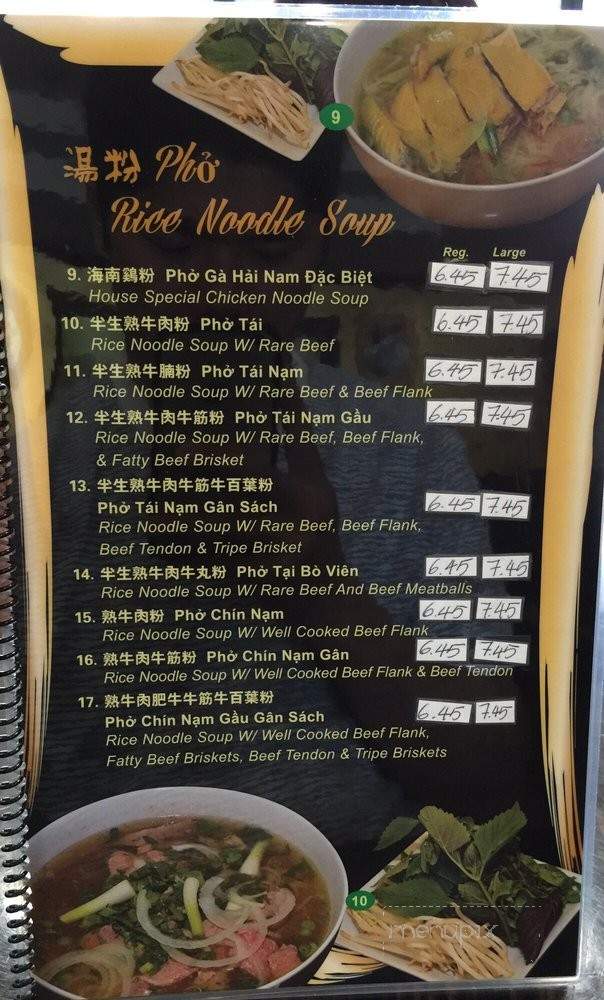 9
湯粉 Phở
Rice Noodle Soup
Reg. Large
9. 海南鷄粉 Phở Gà Hải Nam Đặc Biệt 6.45 7.45
House Special Chicken Noodle Soup
10. 半生熟牛肉粉 Phở Tái 6.45 7.45
Rice Noodle Soup W/ Rare Beef
11. 半生熟牛腩粉 Phở Tái Nạm 6.45 7.45
Rice Noodle Soup W/ Rare Beef & Beef Flank
12. 半生熟牛肉牛筋粉 Phở Tái Nạm Gầu 6.45 7.45
Rice Noodle Soup W/ Rare Beef, Beef Flank,
& Fatty Beef Brisket
13. 半生熟牛肉牛筋牛百葉粉
Phở Tái Nạm Gân Sách 6.45 7.45
Rice Noodle Soup W/ Rare Beef, Beef Flank,
Beef Tendon & Tripe Brisket
14. 半生熟牛肉牛丸粉 Phở Tại Bò Viên 6.45 7.45
Rice Noodle Soup W/ Rare Beef And Beef Meatballs
15. 熟牛肉粉 Phở Chín Nạm 6.45 7.45
Rice Noodle Soup W/ Well Cooked Beef Flank
16. 熟牛肉牛筋粉 Phở Chín Nạm Gân 6.45 7.45
Rice Noodle Soup W/ Well Cooked Beef Flank & Beef Tendon
17. 熟牛肉肥牛牛筋牛百葉粉
Phở Chín Nạm Gầu Gân Sách 6.45 7.45
Rice Noodle Soup W/ Well Cooked Beef Flank,
Fatty Beef Briskets, Beef Tendon & Tripe Briskets
10
menupix